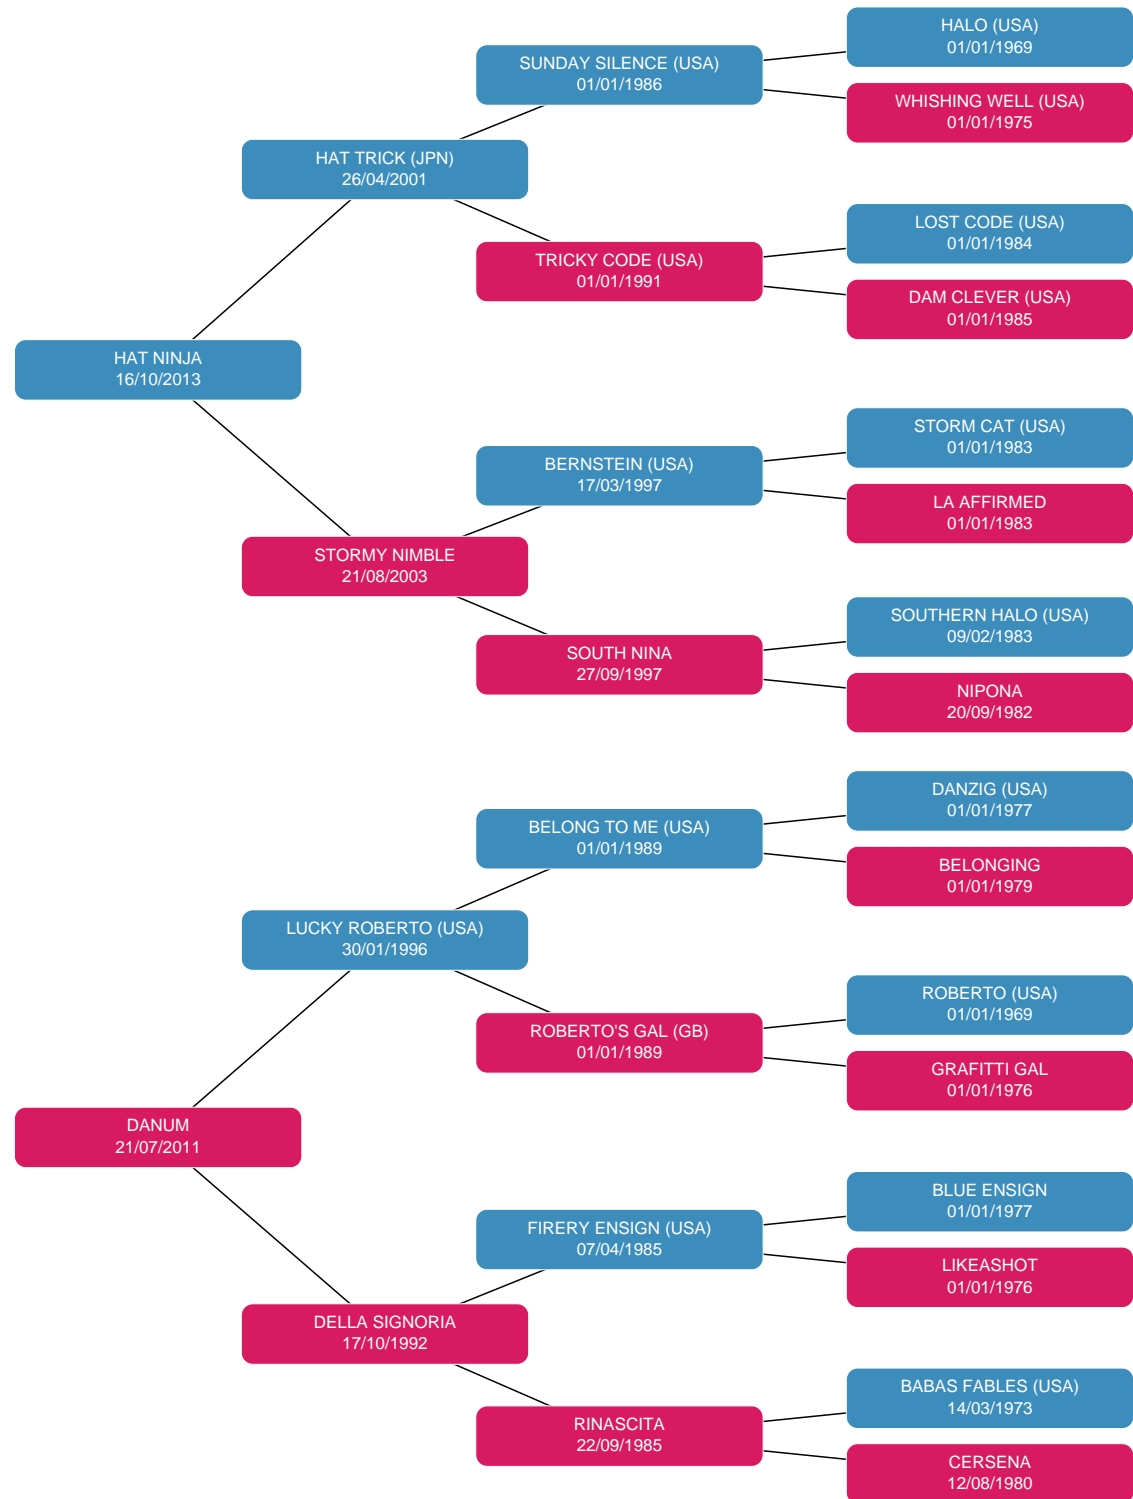 HALO (USA)
01/01/1969
SUNDAY SILENCE (USA)
01/01/1986
WHISHING WELL (USA)
01/01/1975
HAT TRICK (JPN)
26/04/2001
LOST CODE (USA)
01/01/1984
TRICKY CODE (USA)
01/01/1991
DAM CLEVER (USA)
01/01/1985
HAT NINJA
16/10/2013
STORM CAT (USA)
01/01/1983
BERNSTEIN (USA)
17/03/1997
LA AFFIRMED
01/01/1983
STORMY NIMBLE
21/08/2003
SOUTHERN HALO (USA)
09/02/1983
SOUTH NINA
27/09/1997
NIPONA
20/09/1982
DANZIG (USA)
01/01/1977
BELONG TO ME (USA)
01/01/1989
BELONGING
01/01/1979
LUCKY ROBERTO (USA)
30/01/1996
ROBERTO (USA)
01/01/1969
ROBERTO'S GAL (GB)
01/01/1989
GRAFITTI GAL
01/01/1976
DANUM
21/07/2011
BLUE ENSIGN
01/01/1977
FIRERY ENSIGN (USA)
07/04/1985
LIKEASHOT
01/01/1976
DELLA SIGNORIA
17/10/1992
BABAS FABLES (USA)
14/03/1973
RINASCITA
22/09/1985
CERSENA
12/08/1980